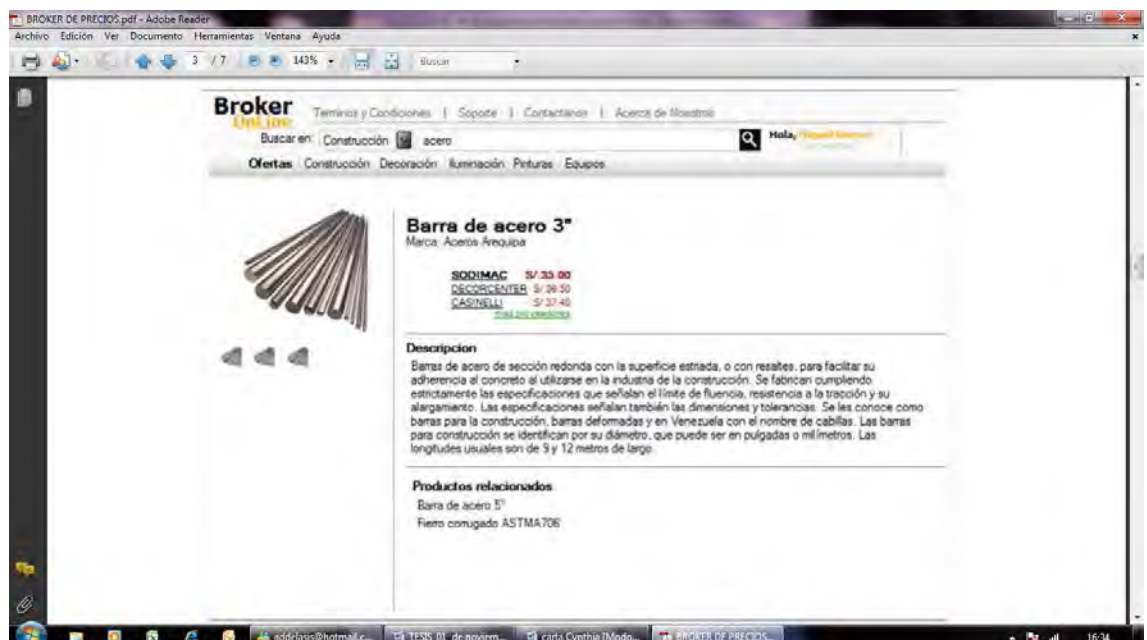 BROKER DE PRECIOS.pdf - Adobe Reader
Archivo Edición Ver Documento Herramientas Ventana Ayuda
3 / 7 143% Buscar
Broker
OnLine
Terminos y Condiciones | Soporte | Contactanos | Acerca de Nosotros
Buscar en: Construcción acero
Hola,
Ofertas Construcción Decoración Iluminación Pinturas Equipos
Barra de acero 3"
Marca: Aceros Arequipa
SODIMAC S/ 35.00
DECORCENTER S/ 36.50
CASINELLI S/ 37.40
Descripcion
Barras de acero de sección redonda con la superficie estriada, o con resaltes, para facilitar su
adherencia al concreto al utilizarse en la industria de la construcción. Se fabrican cumpliendo
estrictamente las especificaciones que señalan el límite de fluencia, resistencia a la tracción y su
alargamiento. Las especificaciones señalan también las dimensiones y tolerancias. Se les conoce como
barras para la construcción, barras deformadas y en Venezuela con el nombre de cabillas. Las barras
para construcción se identifican por su diámetro, que puede ser en pulgadas o milímetros. Las
longitudes usuales son de 9 y 12 metros de largo.
Productos relacionados
Barra de acero 5"
Fierro corrugado ASTMA706
addelasis@hotmail.c... TESIS_01_de noviem... carta Cynthia [Modo... BROKER DE PRECIOS... 16:34